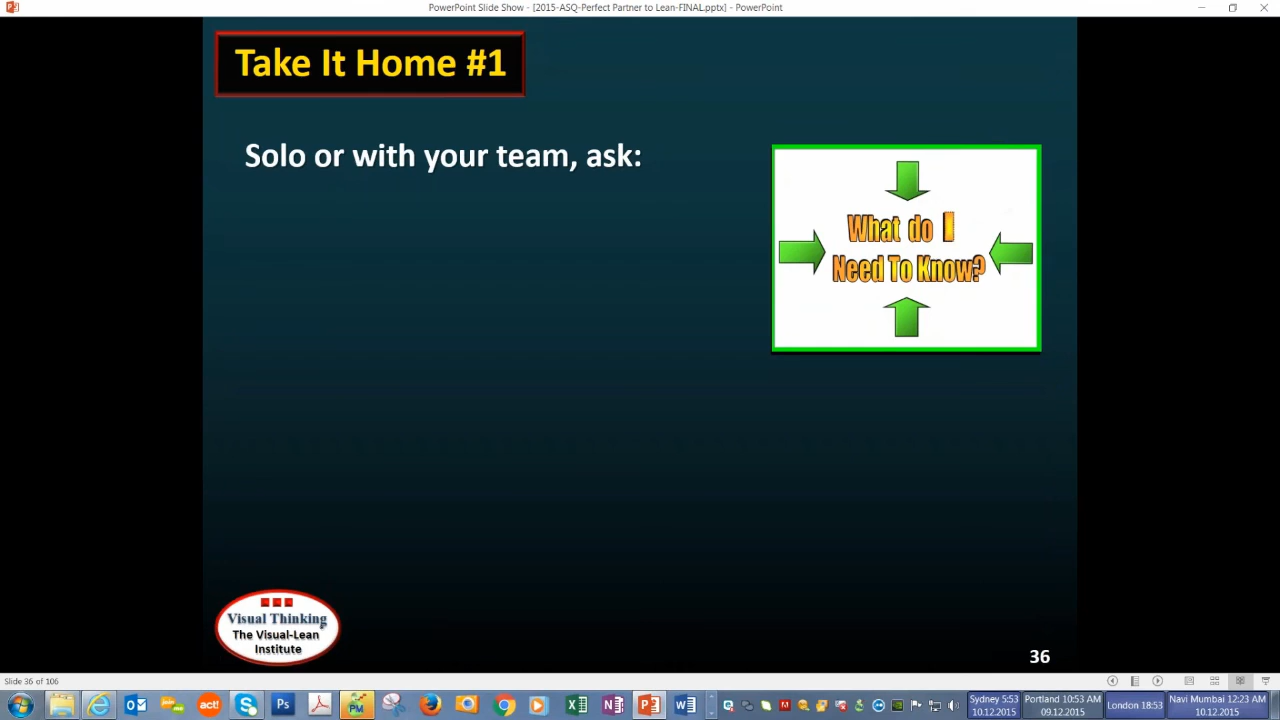 PowerPoint Slide Show - [2015-ASQ-Perfect Partner to Lean-FINAL.pptx] - PowerPoint
Take It Home #1
Solo or with your team, ask:
What do I
Need To Know?
Visual Thinking
The Visual-Lean
Institute
36
Slide 36 of 106
act!
Ps
PM
Sydney 5:53
10.12.2015
Portland 10:53 AM
09.12.2015
London 18:53
Navi Mumbai 12:23 AM
10.12.2015